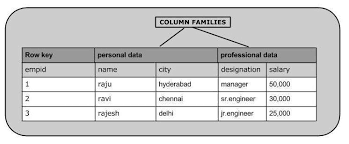 COLUMN FAMILIES
Row key personal data professional data
empid name city designation salary
1 raju hyderabad manager 50,000
2 ravi chennai sr.engineer 30,000
3 rajesh delhi jr.engineer 25,000